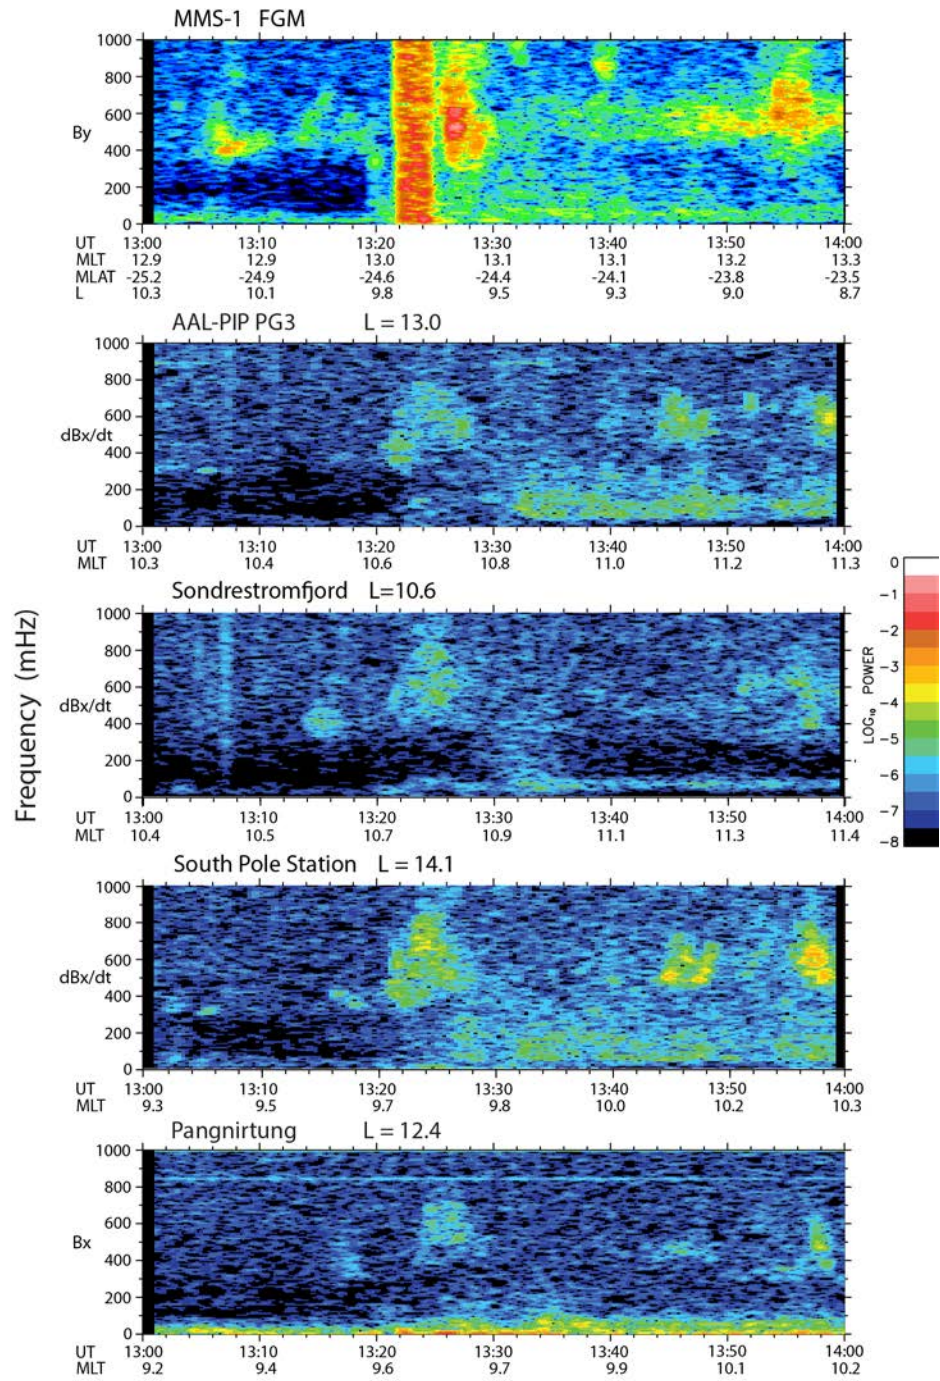 MMS-1 FGM
1000
800
600
By
400
200
0
UT 13:00 13:10 13:20 13:30 13:40 13:50 14:00
MLT 12.9 12.9 13.0 13.1 13.1 13.2 13.3
MLAT -25.2 -24.9 -24.6 -24.4 -24.1 -23.8 -23.5
L 10.3 10.1 9.8 9.5 9.3 9.0 8.7
AAL-PIP PG3 L = 13.0
1000
800
600
dBx/dt
400
200
0
UT 13:00 13:10 13:20 13:30 13:40 13:50 14:00
MLT 10.3 10.4 10.6 10.8 11.0 11.2 11.3
Sondrestromfjord L=10.6
1000
800
600
dBx/dt
400
200
0
UT 13:00 13:10 13:20 13:30 13:40 13:50 14:00
MLT 10.4 10.5 10.7 10.9 11.1 11.3 11.4
Frequency (mHz)
0
-1
-2
-3
-4
-5
-6
-7
-8
LOG₁₀ POWER
South Pole Station L = 14.1
1000
800
600
dBx/dt
400
200
0
UT 13:00 13:10 13:20 13:30 13:40 13:50 14:00
MLT 9.3 9.5 9.7 9.8 10.0 10.2 10.3
Pangnirtung L = 12.4
1000
800
600
Bx
400
200
0
UT 13:00 13:10 13:20 13:30 13:40 13:50 14:00
MLT 9.2 9.4 9.6 9.7 9.9 10.1 10.2